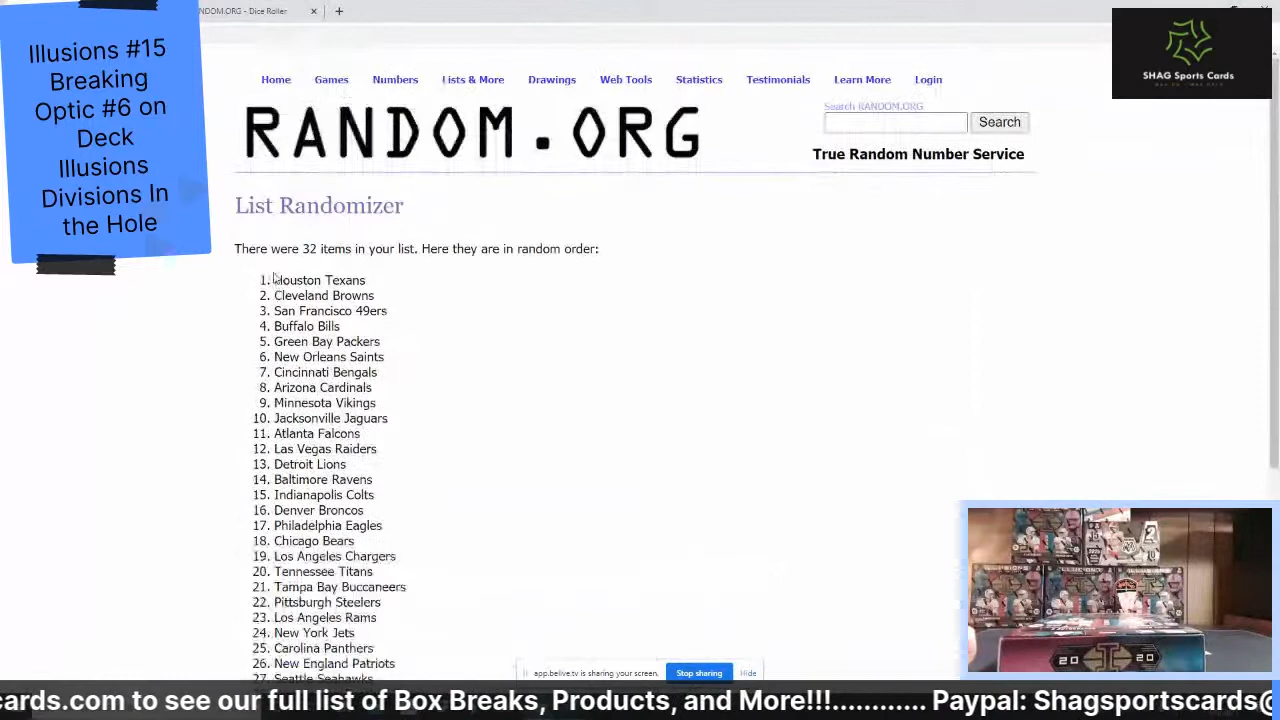 NDOM.ORG - Dice Roller
Illusions #15
Breaking
Optic #6 on
Deck
Illusions
Divisions In
the Hole
SHAG Sports Cards
Home Games Numbers Lists & More Drawings Web Tools Statistics Testimonials Learn More Login
RANDOM.ORG
Search RANDOM.ORG
Search
True Random Number Service
List Randomizer
There were 32 items in your list. Here they are in random order:
1. Houston Texans
2. Cleveland Browns
3. San Francisco 49ers
4. Buffalo Bills
5. Green Bay Packers
6. New Orleans Saints
7. Cincinnati Bengals
8. Arizona Cardinals
9. Minnesota Vikings
10. Jacksonville Jaguars
11. Atlanta Falcons
12. Las Vegas Raiders
13. Detroit Lions
14. Baltimore Ravens
15. Indianapolis Colts
16. Denver Broncos
17. Philadelphia Eagles
18. Chicago Bears
19. Los Angeles Chargers
20. Tennessee Titans
21. Tampa Bay Buccaneers
22. Pittsburgh Steelers
23. Los Angeles Rams
24. New York Jets
25. Carolina Panthers
26. New England Patriots
27. Seattle Seahawks
app.belive.tv is sharing your screen.
Stop sharing
Hide
20 20
cards.com to see our full list of Box Breaks, Products, and More!!!............ Paypal: Shagsportscards@